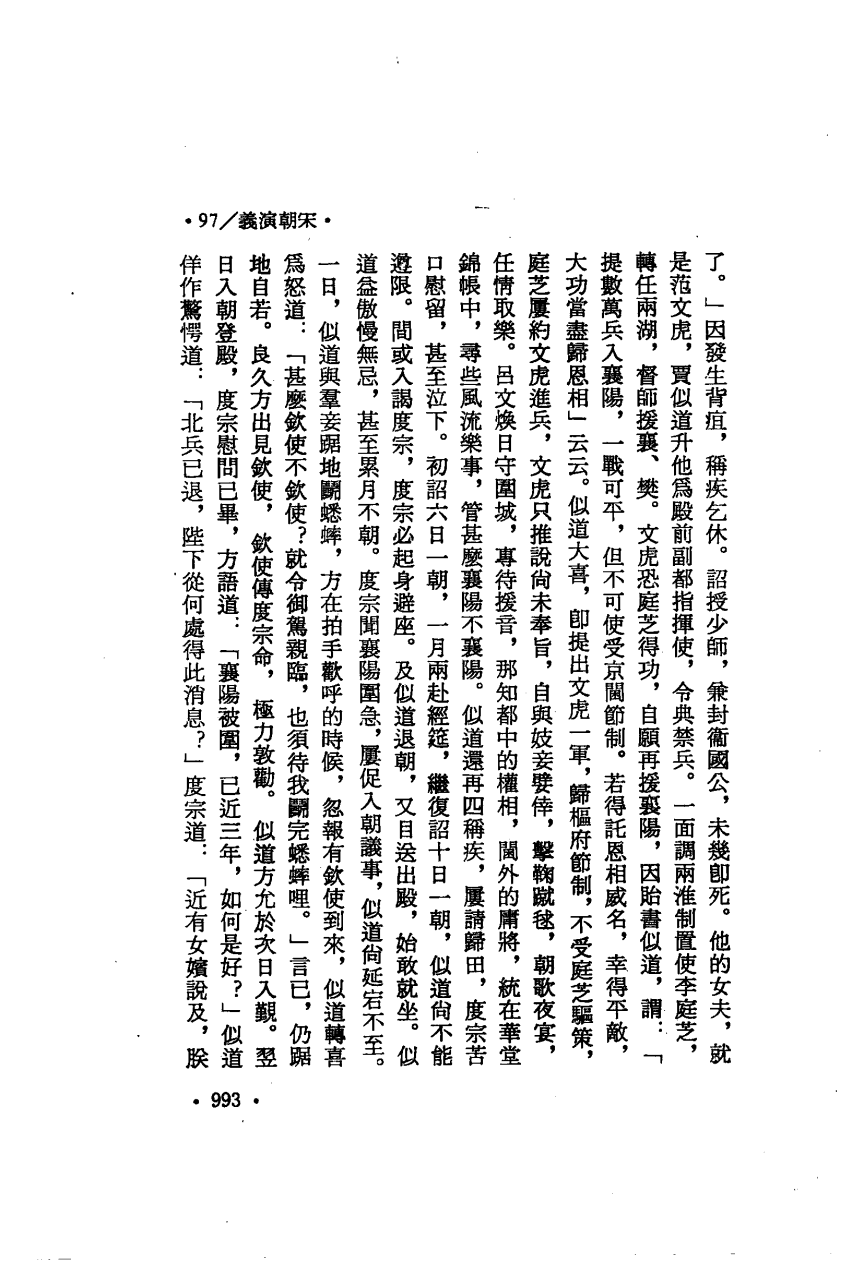 ·97/義演朝宋·
了。」因發生背疽，稱疾乞休。詔授少師，兼封衞國公，未幾卽死。他的女夫，就
是范文虎，賈似道升他爲殿前副都指揮使，令典禁兵。一面調兩淮制置使李庭芝，
轉任兩湖，督師援襄、樊。文虎恐庭芝得功，自願再援襄陽，因貽書似道，謂：「
提數萬兵入襄陽，一戰可平，但不可使受京閫節制。若得託恩相威名，幸得平敵，
大功當盡歸恩相」云云。似道大喜，卽提出文虎一軍，歸樞府節制，不受庭芝驅策，
庭芝屢約文虎進兵，文虎只推說尙未奉旨，自與妓妾嬖倖，擊鞠蹴毬，朝歌夜宴，
任情取樂。呂文煥日守圍城，專待援音，那知都中的權相，閫外的庸將，統在華堂
錦帳中，尋些風流樂事，管甚麼襄陽不襄陽。似道還再四稱疾，屢請歸田，度宗苦
口慰留，甚至泣下。初詔六日一朝，一月兩赴經筵，繼復詔十日一朝，似道尙不能
遵限。間或入謁度宗，度宗必起身避座。及似道退朝，又目送出殿，始敢就坐。似
道益傲慢無忌，甚至累月不朝。度宗聞襄陽圍急，屢促入朝議事，似道尙延宕不至。
一日，似道與羣妾踞地鬭蟋蟀，方在拍手歡呼的時候，忽報有欽使到來，似道轉喜
爲怒道：「甚麼欽使不欽使？就令御駕親臨，也須待我鬭完蟋蟀哩。」言已，仍踞
地自若。良久方出見欽使，欽使傳度宗命，極力敦勸。似道方允於次日入覲。翌
日入朝登殿，度宗慰問已畢，方語道：「襄陽被圍，已近三年，如何是好？」似道
佯作驚愕道：「北兵已退，陛下從何處得此消息？」度宗道：「近有女嬪說及，朕
·993·